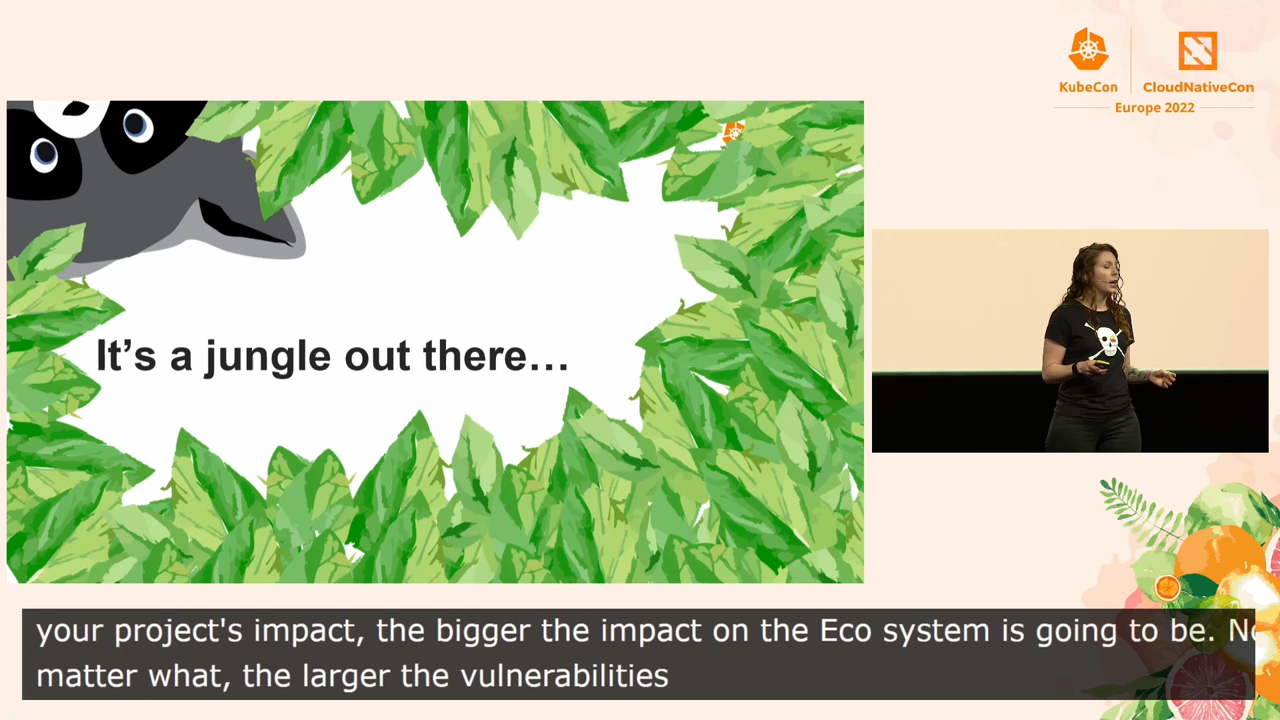 KubeCon
CloudNativeCon
Europe 2022
It's a jungle out there…
your project's impact, the bigger the impact on the Eco system is going to be. No
matter what, the larger the vulnerabilities